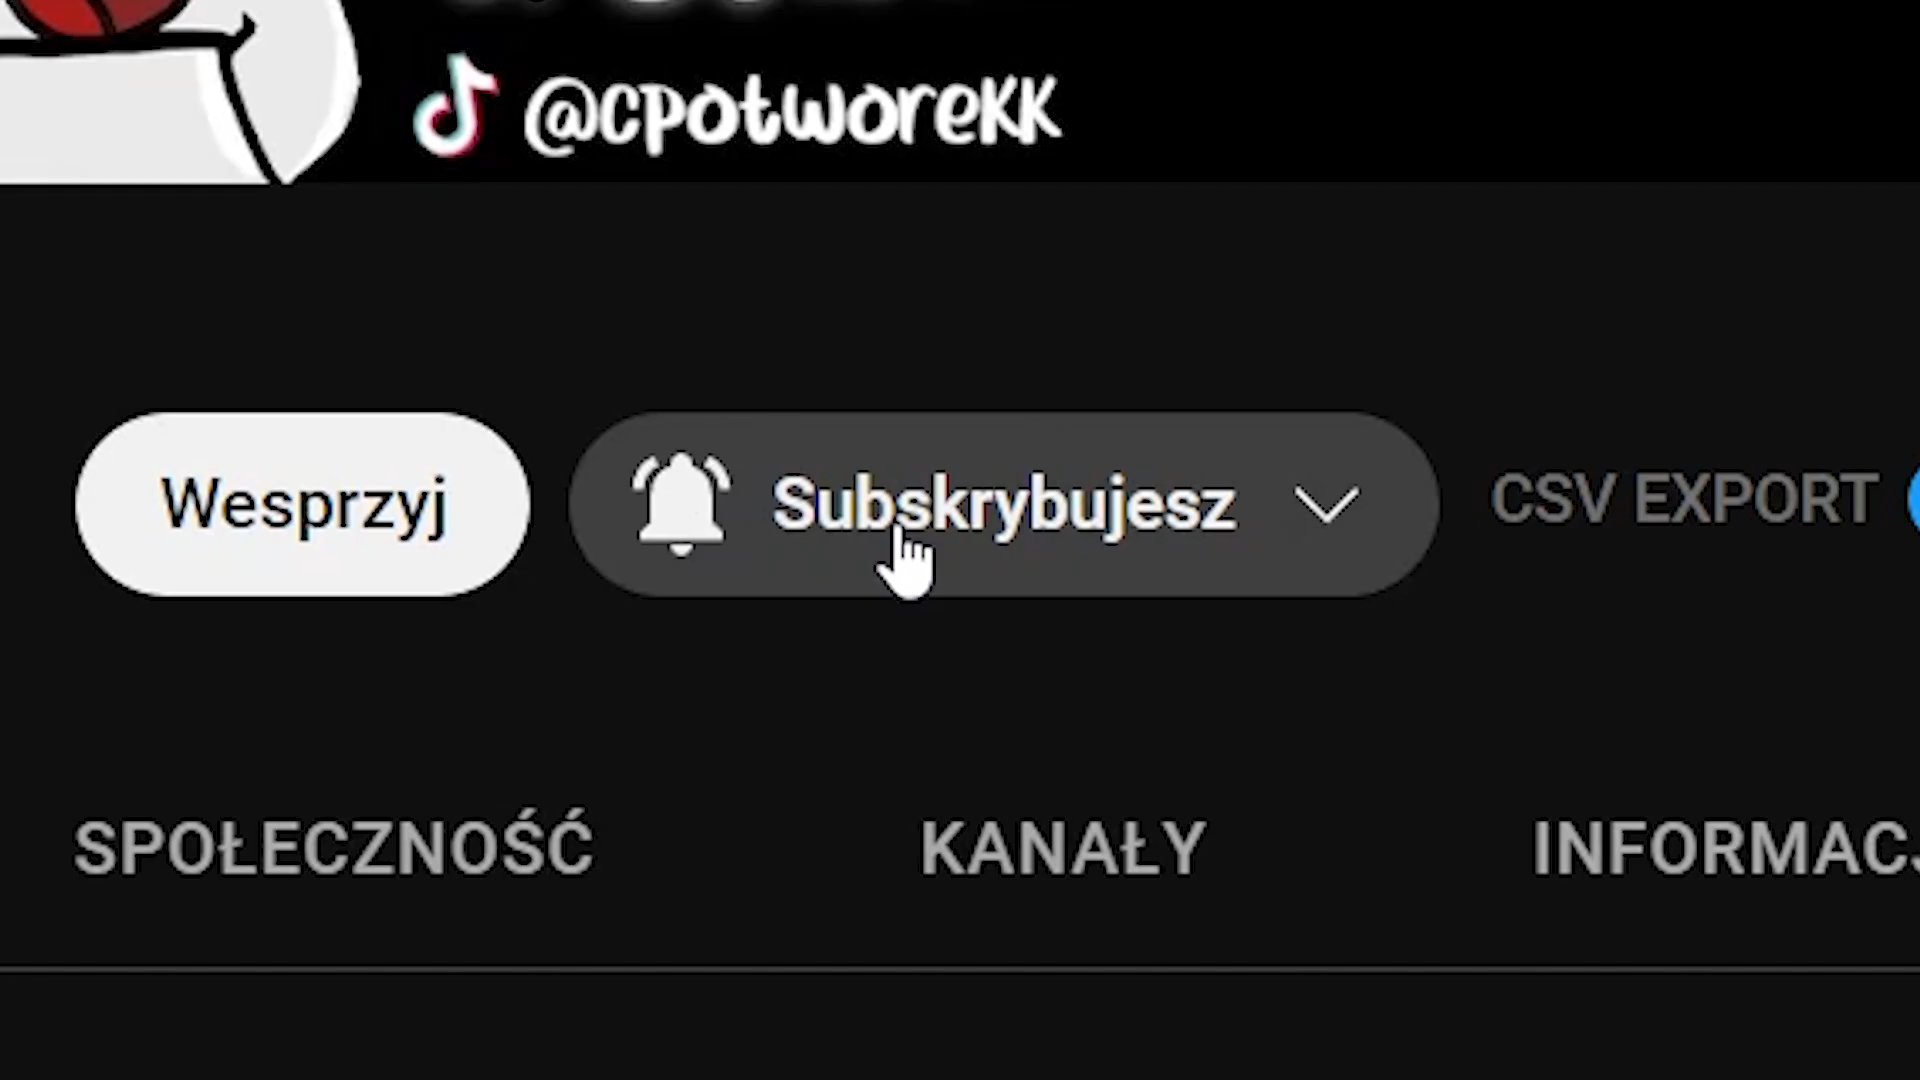 @cpotworekk
Wesprzyj
Subskrybujesz
CSV EXPORT
SPOŁECZNOŚĆ
KANAŁY